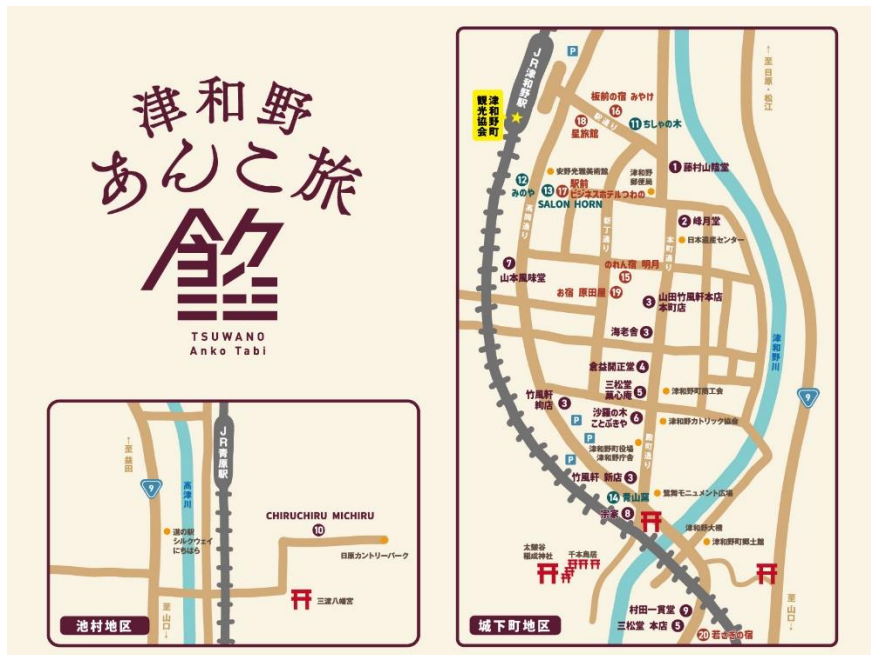 津和野
あんこ旅
餡
TSUWANO
Anko Tabi
JR津和野駅
津和野町
観光協会
P
↑至日原・松江
板前の宿 みやけ
16
駅通り
18
星旅館
11 ちしゃの木
1 藤村山陰堂
安野光雅美術館
津和野
郵便局
12
みのや
13 17 駅前
ビジネスホテルつわの
SALON HORN
高岡通り
新丁通り
本町通り
2 峰月堂
日本遺産センター
7
山本風味堂
のれん宿 明月
15
お宿 原田屋 19
3 山田竹風軒本店
本町店
海老舎 3
津和野川
倉益開正堂 4
三松堂
菓心庵 5
津和野町商工会
9
竹風軒
絢店 3
沙羅の木
ことぶきや 6
津和野カトリック協会
P
P
P
津和野町役場
津和野庁舎
殿町通り
竹風軒 新店 3
14 青山窯
鷺舞モニュメント広場
宗家 8
津和野大橋
太皷谷
稲成神社
千本鳥居
津和野町郷土館
村田一貫堂 9
三松堂 本店 5
20 若さぎの宿
至山口↓
城下町地区
JR青原駅
↑至益田
9
高津川
道の駅
シルクウェイ
にちはら
CHIRUCHIRU MICHIRU
10
日原カントリーパーク
三渡八幡宮
至山口↓
池村地区